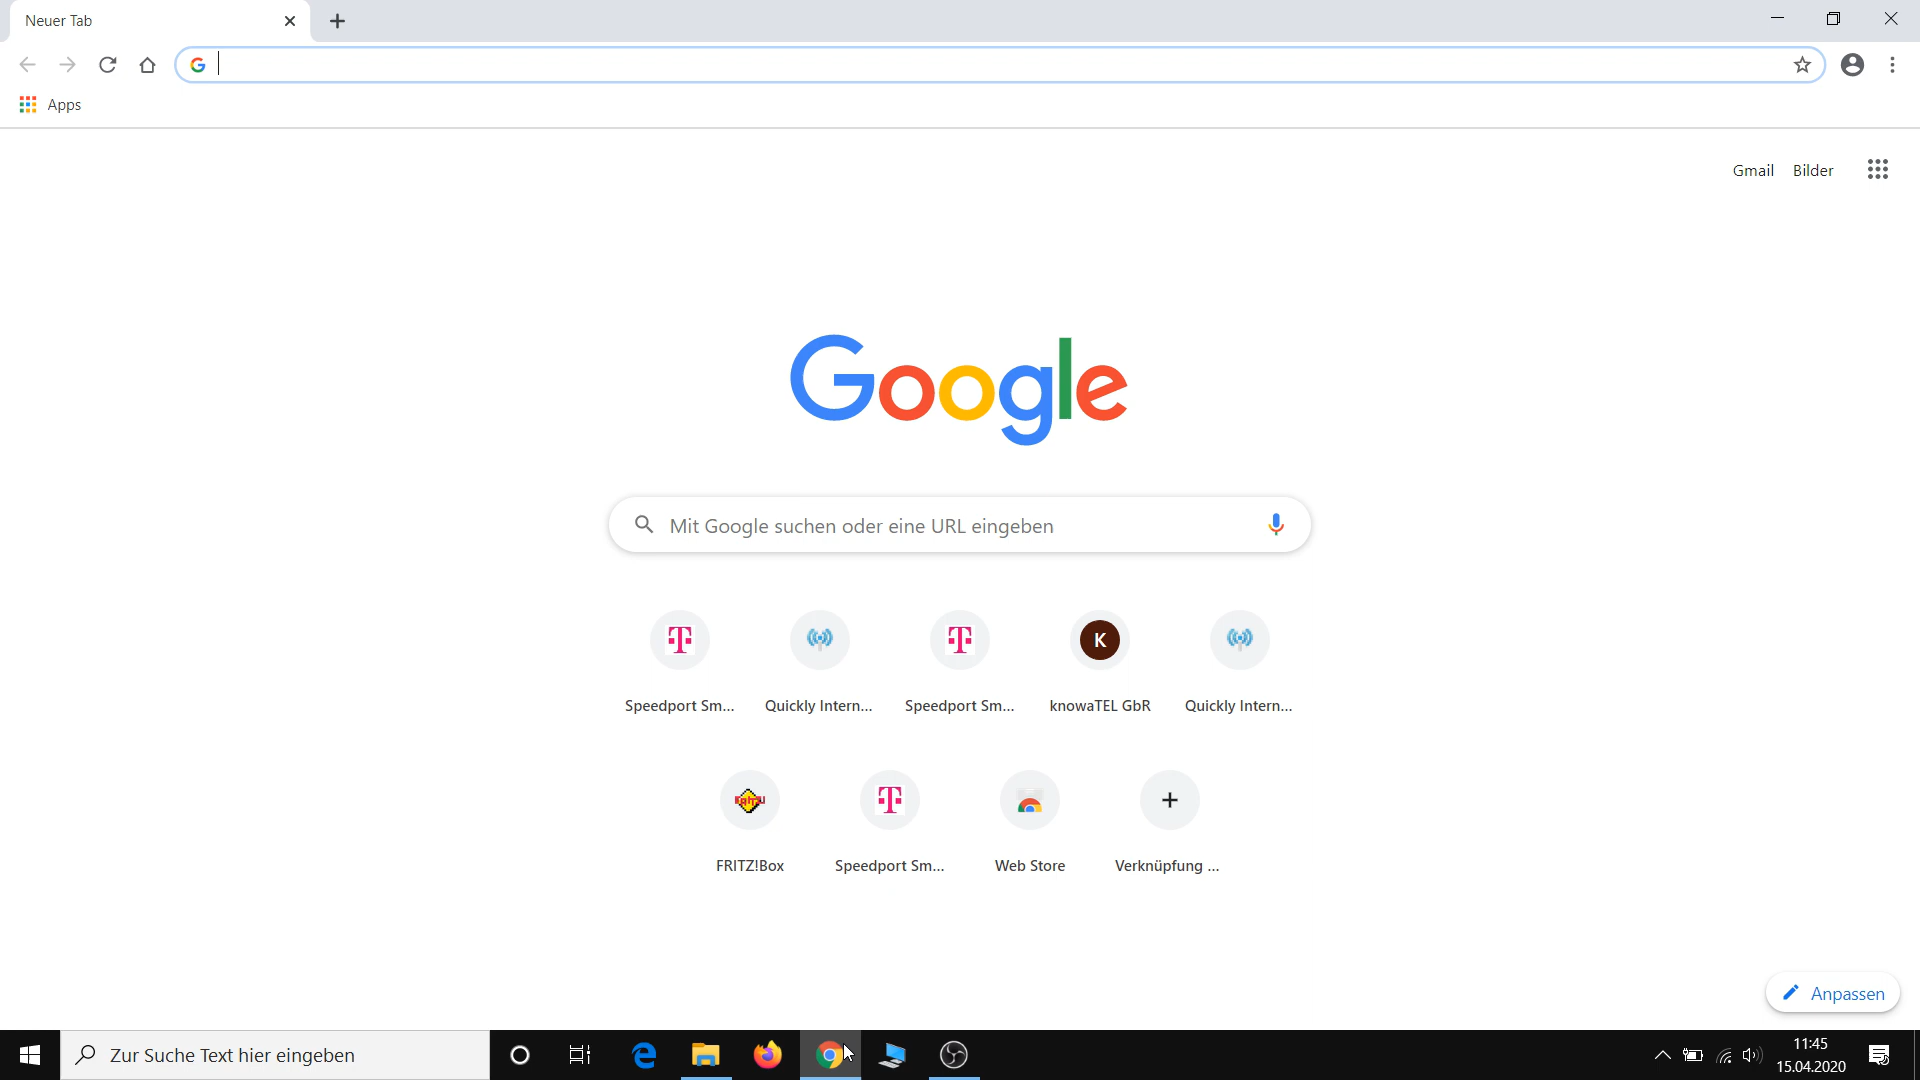 Neuer Tab
Apps
Gmail Bilder
Google
Mit Google suchen oder eine URL eingeben
K
Speedport Sm... Quickly Intern... Speedport Sm... knowaTEL GbR Quickly Intern...
FRITZ!
FRITZ!Box Speedport Sm... Web Store Verknüpfung ...
Anpassen
Zur Suche Text hier eingeben
11:45
15.04.2020